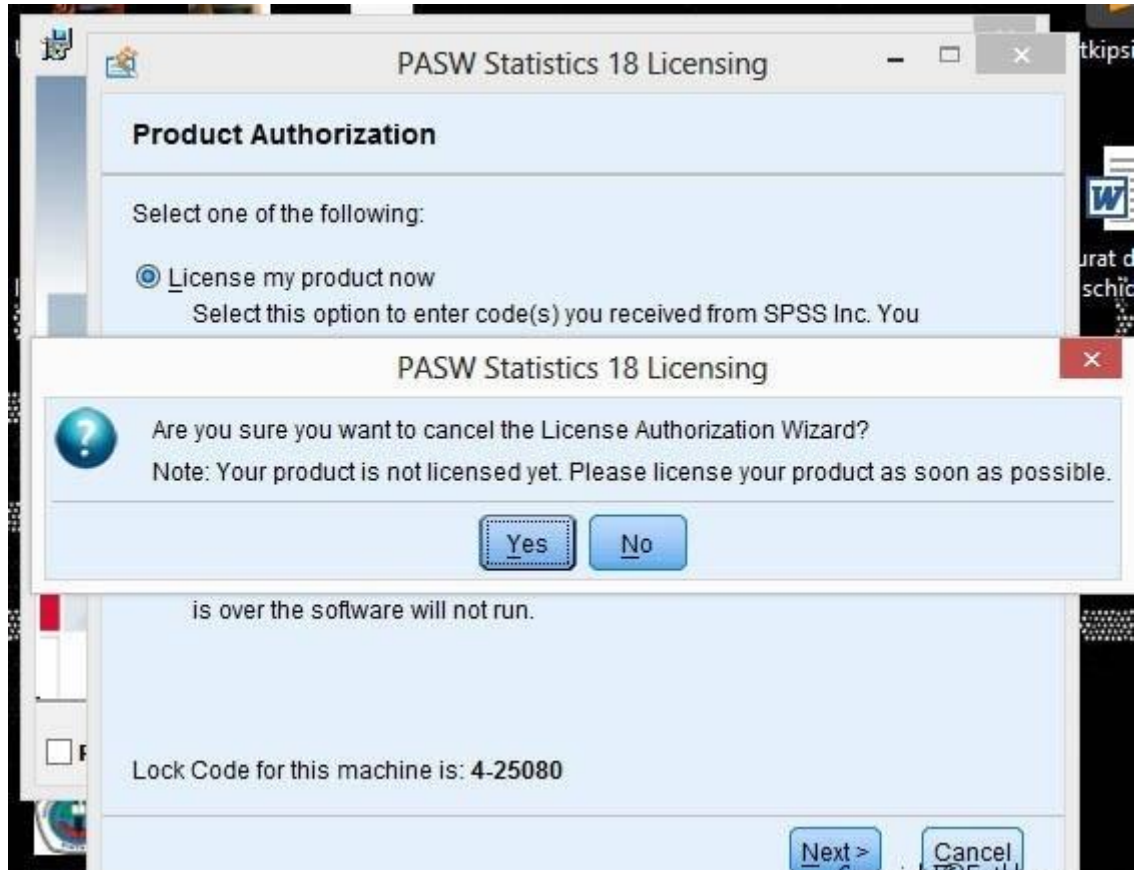 PASW Statistics 18 Licensing
tkipsi
Product Authorization
Select one of the following:
License my product now
Select this option to enter code(s) you received from SPSS Inc. You
urat d
schi
PASW Statistics 18 Licensing
Are you sure you want to cancel the License Authorization Wizard?
Note: Your product is not licensed yet. Please license your product as soon as possible.
Yes No
is over the software will not run.
Lock Code for this machine is: 4-25080
Next > Cancel